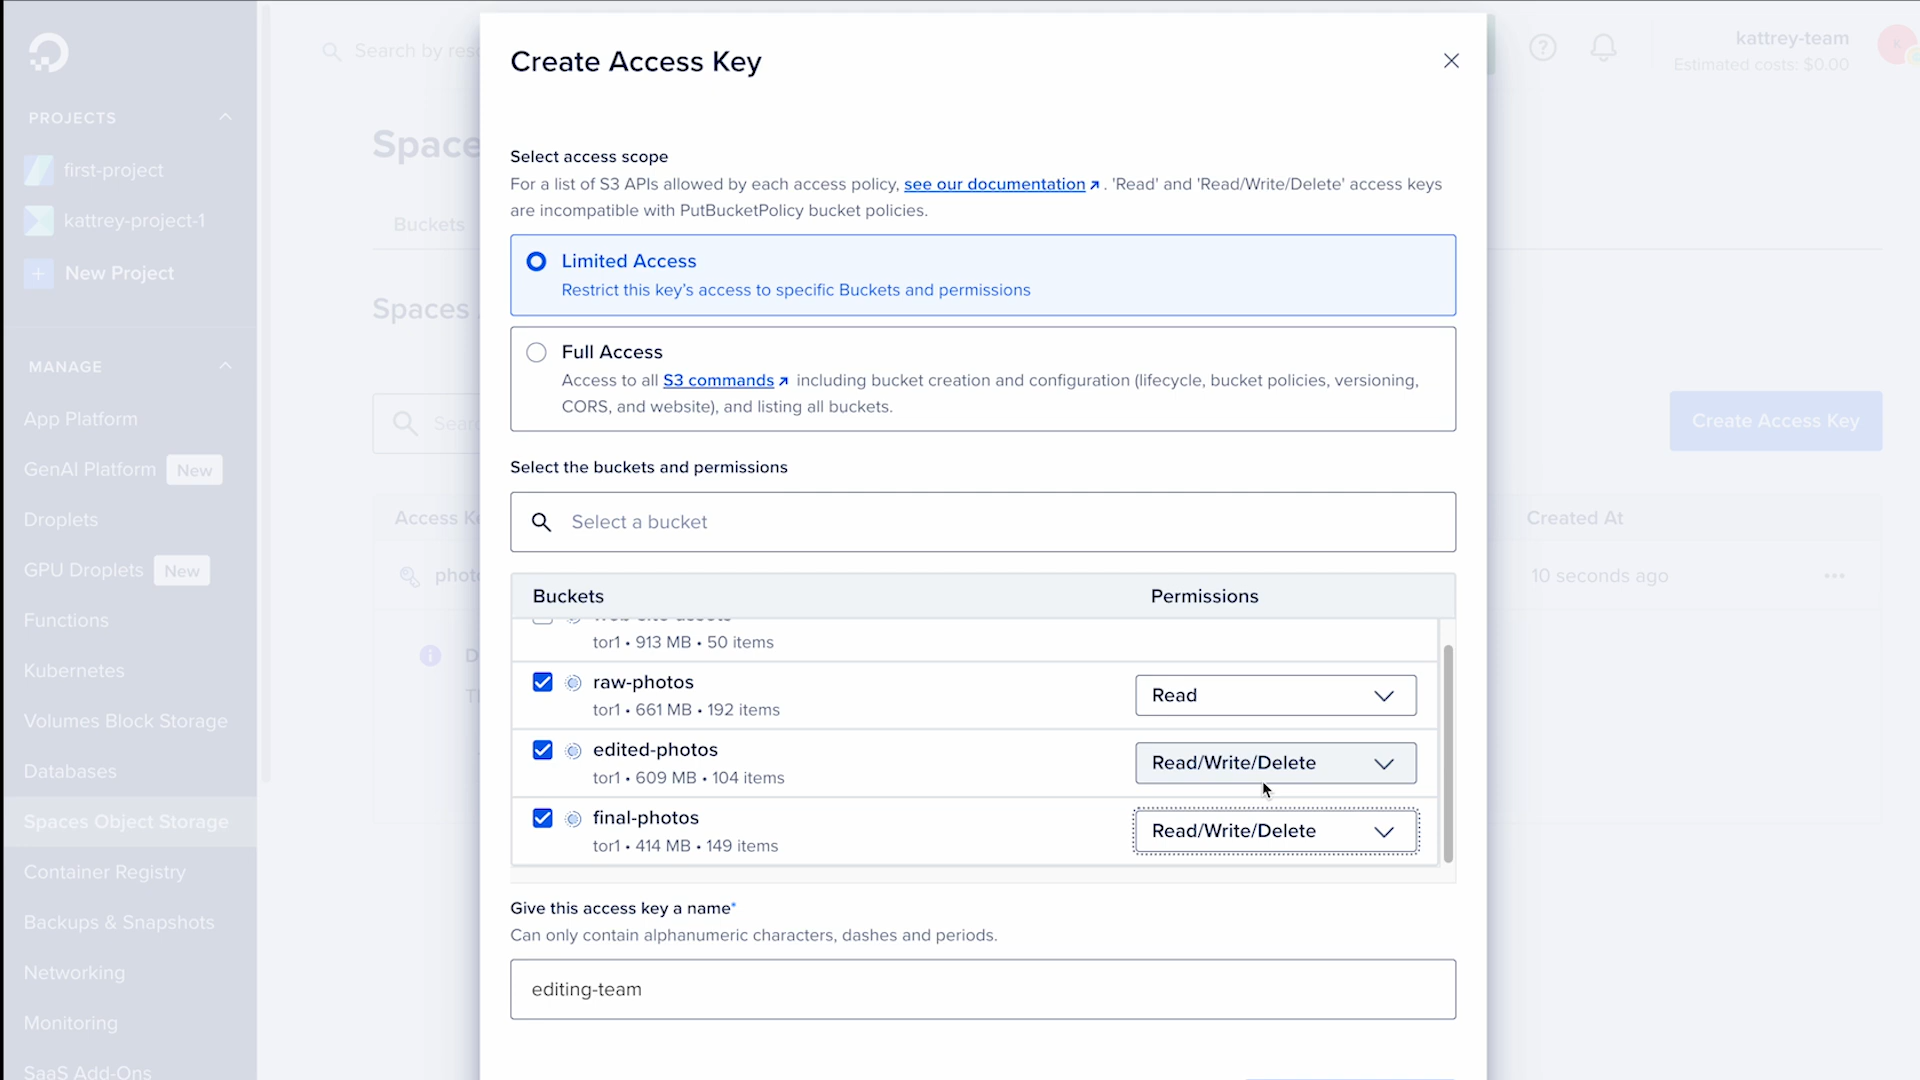 PROJECTS
first-project
kattrey-project-1
+ New Project
MANAGE
App Platform
GenAI Platform New
Droplets
GPU Droplets New
Functions
Kubernetes
Volumes Block Storage
Databases
Spaces Object Storage
Container Registry
Backups & Snapshots
Networking
Monitoring
SaaS Add-Ons
Search by
kattrey-team
Estimated costs: $0.00
K
Buckets
Spaces
Create Access Key
Created At
10 seconds ago
Create Access Key
Select access scope
For a list of S3 APIs allowed by each access policy, see our documentation. 'Read' and 'Read/Write/Delete' access keys
are incompatible with PutBucketPolicy bucket policies.
Limited Access
Restrict this key's access to specific Buckets and permissions
Full Access
Access to all S3 commands including bucket creation and configuration (lifecycle, bucket policies, versioning,
CORS, and website), and listing all buckets.
Select the buckets and permissions
Select a bucket
Buckets Permissions
tor1 • 913 MB • 50 items
raw-photos
Read
tor1 • 661 MB • 192 items
edited-photos
Read/Write/Delete
tor1 • 609 MB • 104 items
final-photos
Read/Write/Delete
tor1 • 414 MB • 149 items
Give this access key a name*
Can only contain alphanumeric characters, dashes and periods.
editing-team